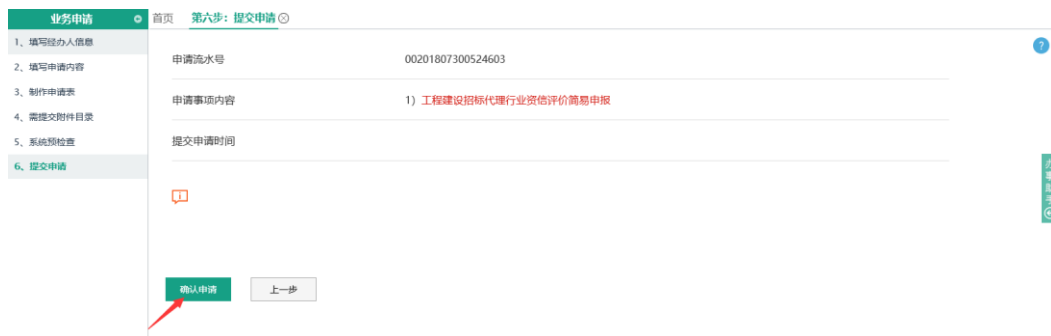 业务申请
首页 第六步：提交申请
1、填写经办人信息
2、填写申请内容
3、制作申请表
4、需提交附件目录
5、系统预检查
6、提交申请
?
申请流水号 00201807300524603
申请事项内容 1）工程建设招标代理行业资信评价简易申报
提交申请时间
确认申请 上一步
办事助手